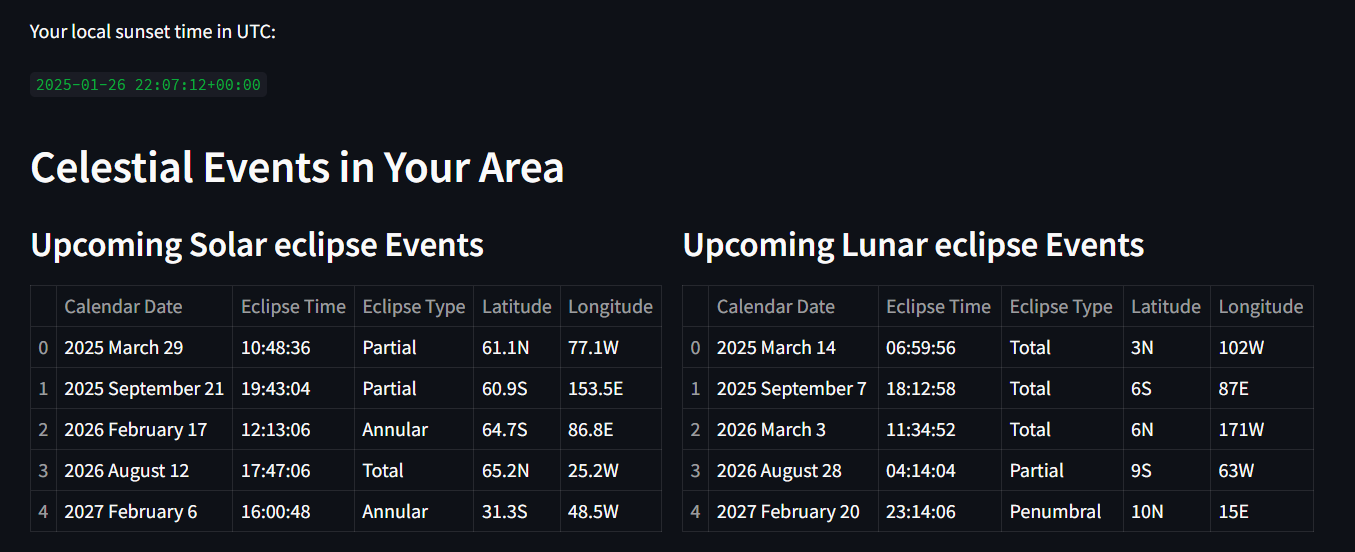 Your local sunset time in UTC:
2025-01-26 22:07:12+00:00
Celestial Events in Your Area
Upcoming Solar eclipse Events
Calendar Date Eclipse Time Eclipse Type Latitude Longitude
0 2025 March 29 10:48:36 Partial 61.1N 77.1W
1 2025 September 21 19:43:04 Partial 60.9S 153.5E
2 2026 February 17 12:13:06 Annular 64.7S 86.8E
3 2026 August 12 17:47:06 Total 65.2N 25.2W
4 2027 February 6 16:00:48 Annular 31.3S 48.5W
Upcoming Lunar eclipse Events
Calendar Date Eclipse Time Eclipse Type Latitude Longitude
0 2025 March 14 06:59:56 Total 3N 102W
1 2025 September 7 18:12:58 Total 6S 87E
2 2026 March 3 11:34:52 Total 6N 171W
3 2026 August 28 04:14:04 Partial 9S 63W
4 2027 February 20 23:14:06 Penumbral 10N 15E